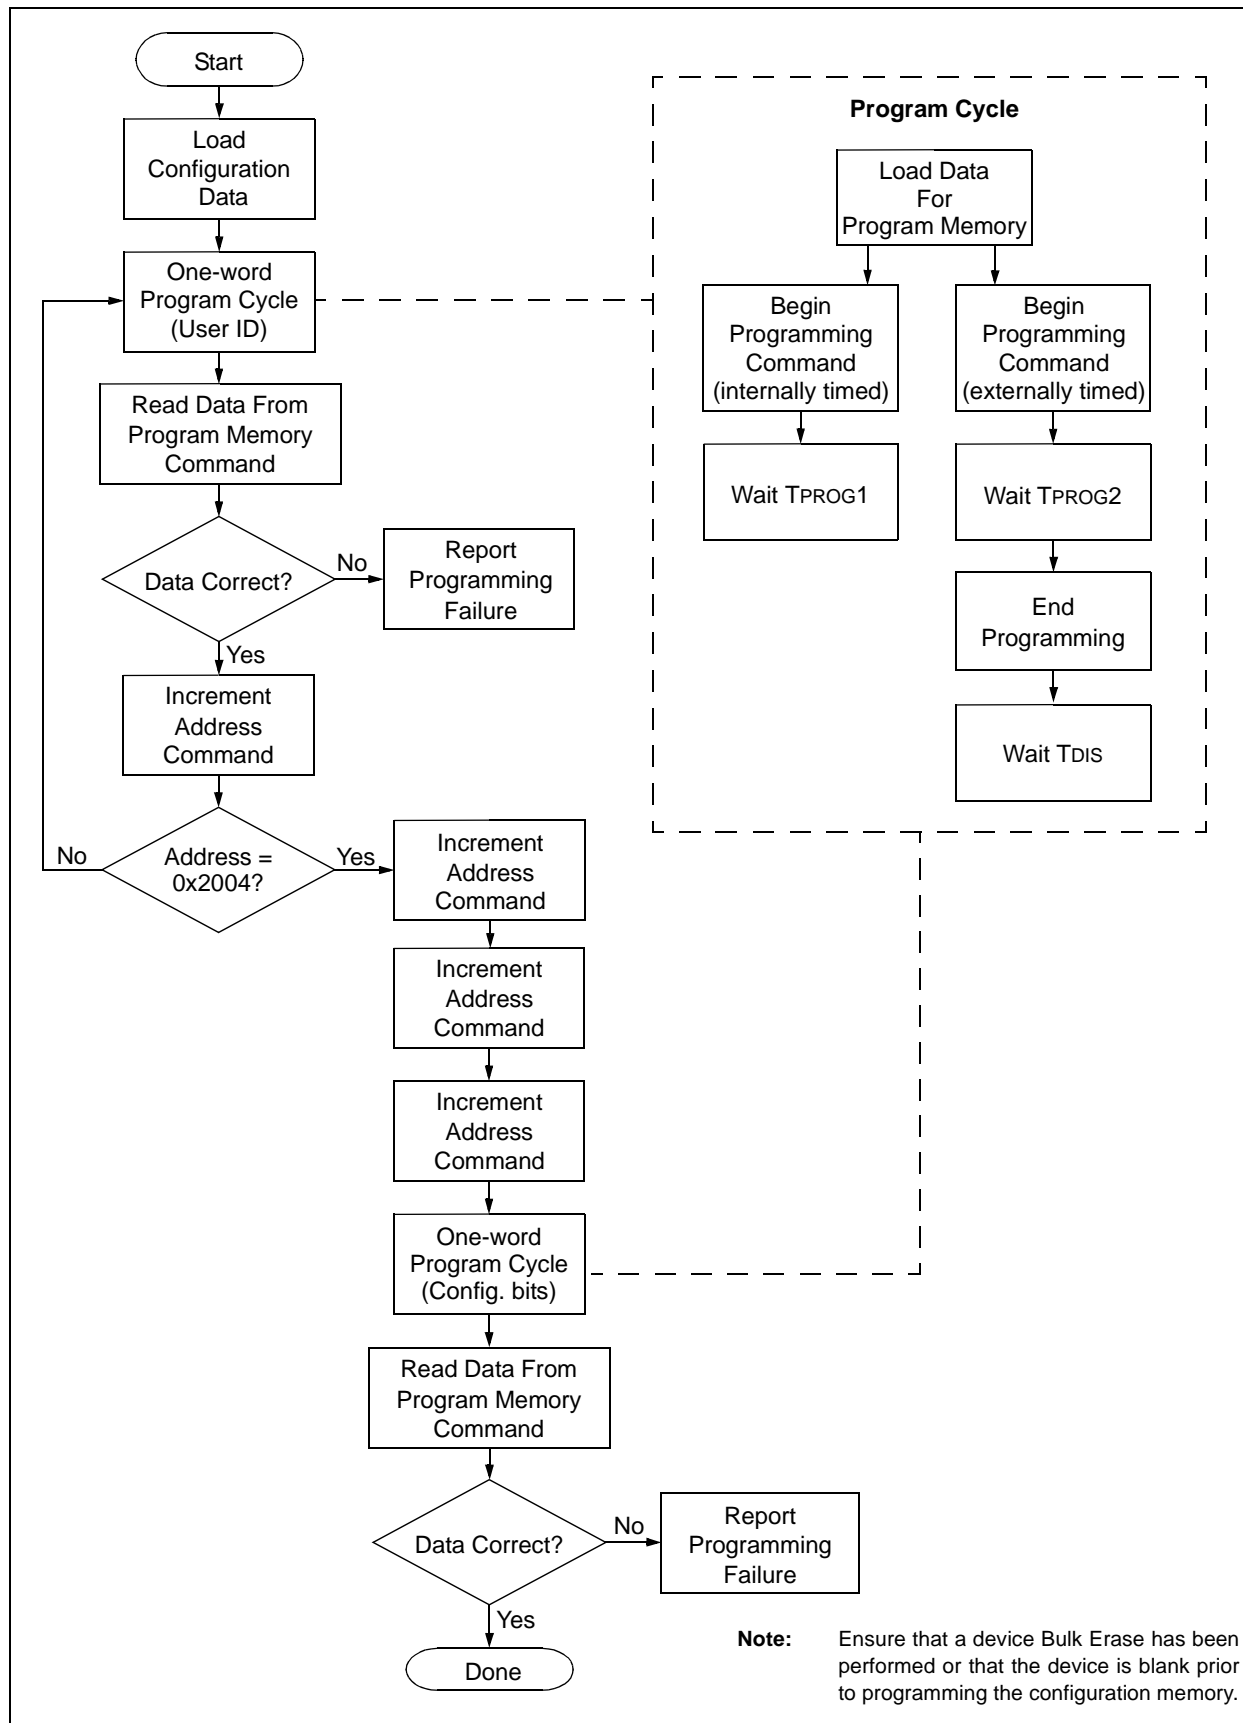 Start
Load
Configuration
Data
One-word
Program Cycle
(User ID)
Read Data From
Program Memory
Command
Data Correct?
No
Report
Programming
Failure
Yes
Increment
Address
Command
Address =
0x2004?
No
Yes
Increment
Address
Command
Increment
Address
Command
Increment
Address
Command
One-word
Program Cycle
(Config. bits)
Read Data From
Program Memory
Command
Data Correct?
No
Report
Programming
Failure
Yes
Done
Program Cycle
Load Data
For
Program Memory
Begin
Programming
Command
(internally timed)
Wait TPROG1
Begin
Programming
Command
(externally timed)
Wait TPROG2
End
Programming
Wait TDIS
Note: Ensure that a device Bulk Erase has been
performed or that the device is blank prior
to programming the configuration memory.